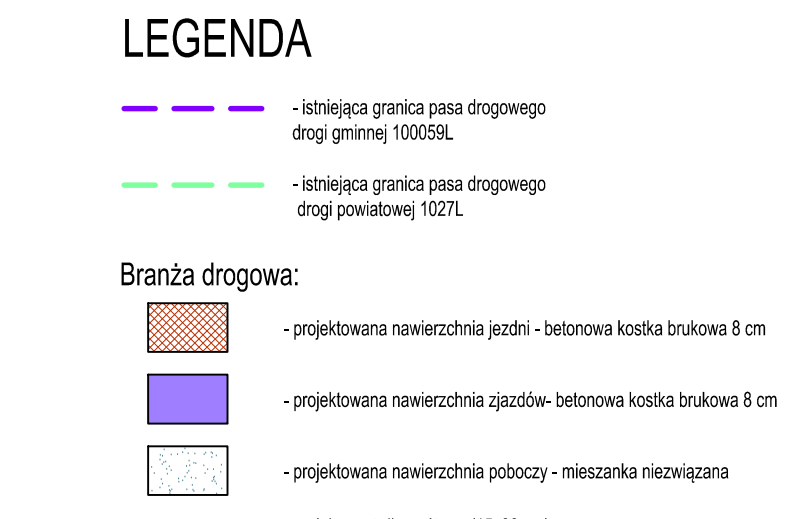 LEGENDA
- istniejąca granica pasa drogowego
drogi gminnej 100059L
- istniejąca granica pasa drogowego
drogi powiatowej 1027L
Branża drogowa:
- projektowana nawierzchnia jezdni - betonowa kostka brukowa 8 cm
- projektowana nawierzchnia zjazdów- betonowa kostka brukowa 8 cm
- projektowana nawierzchnia poboczy - mieszanka niezwiązana